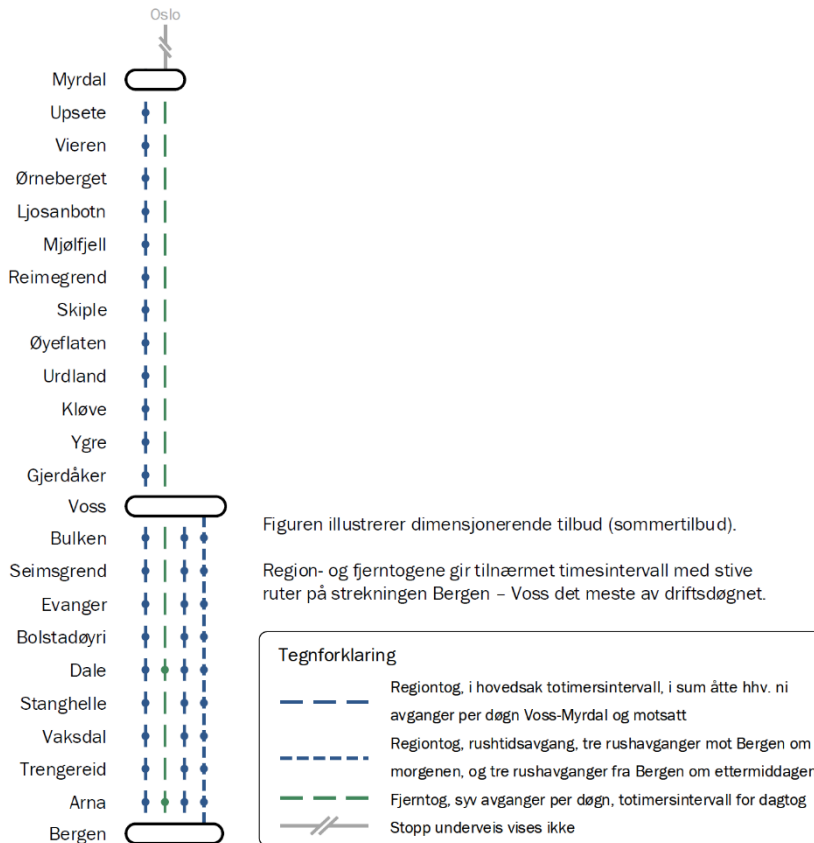 Oslo
Myrdal
Upsete
Vieren
Ørneberget
Ljosanbotn
Mjølfjell
Reimegrend
Skiple
Øyeflaten
Urdland
Kløve
Ygre
Gjerdåker
Voss
Bulken
Seimsgrend
Evanger
Bolstadøyri
Dale
Stanghelle
Vaksdal
Trengereid
Arna
Bergen
Figuren illustrerer dimensjonerende tilbud (sommertilbud).
Region- og fjerntogene gir tilnærmet timesintervall med stive
ruter på strekningen Bergen – Voss det meste av driftsdøgnet.
Tegnforklaring
Regiontog, i hovedsak totimersintervall, i sum åtte hhv. ni
avganger per døgn Voss-Myrdal og motsatt
Regiontog, rushtidsavgang, tre rushavganger mot Bergen om
morgenen, og tre rushavganger fra Bergen om ettermiddagen
Fjerntog, syv avganger per døgn, totimersintervall for dagtog
Stopp underveis vises ikke